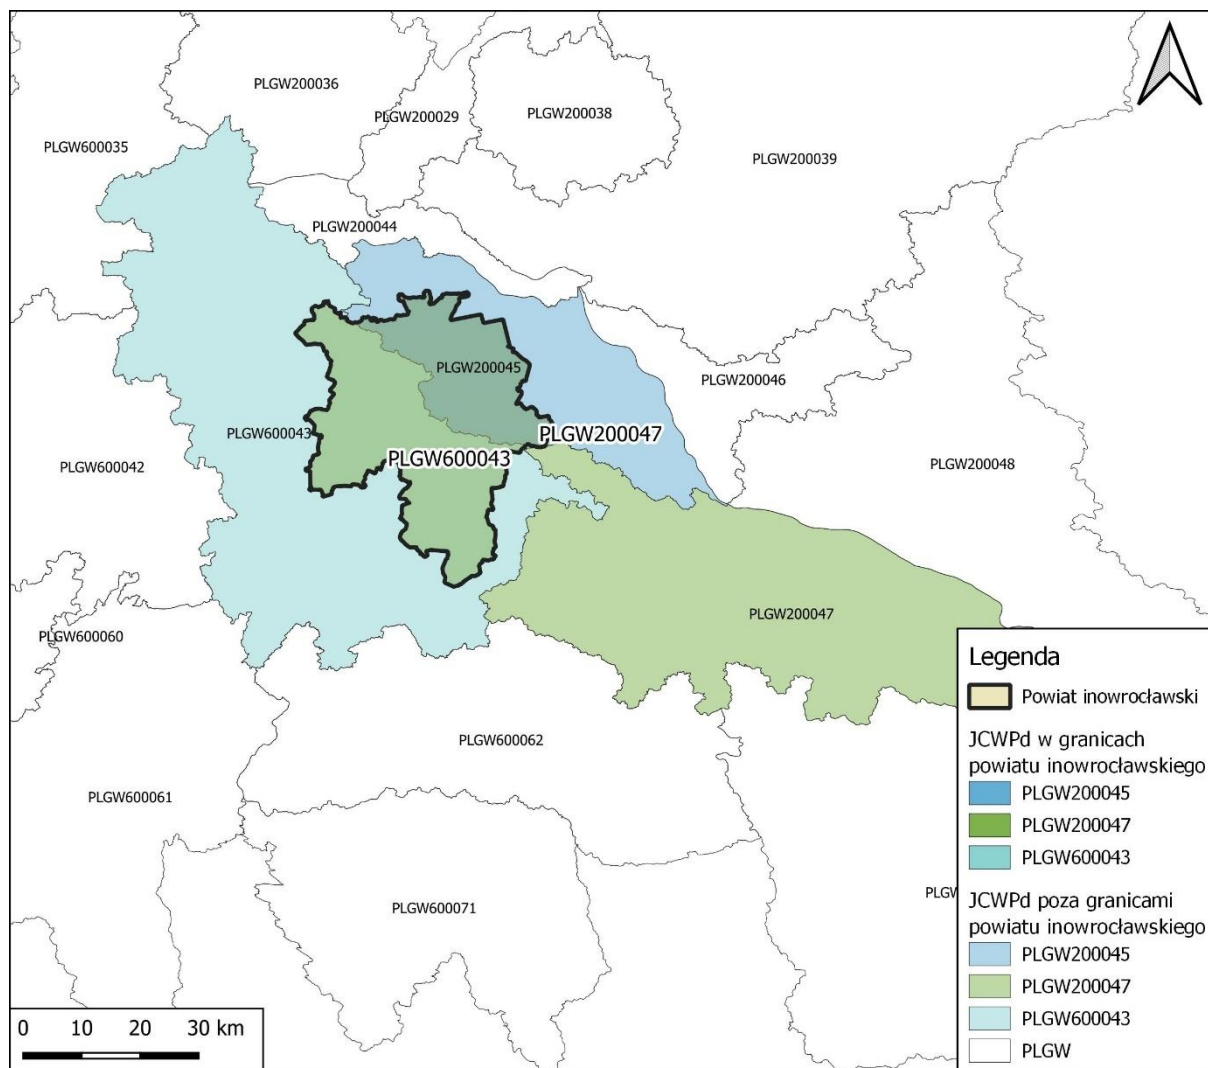 PLGW200036
PLGW200029
PLGW200038
PLGW600035
PLGW200039
PLGW200044
PLGW200045
PLGW200046
PLGW600043
PLGW200047
PLGW600043
PLGW600042
PLGW200048
PLGW200047
PLGW600060
PLGW600062
PLGW600061
PLGW600071
PLGW
Legenda
Powiat inowrocławski
JCWPd w granicach
powiatu inowrocławskiego
PLGW200045
PLGW200047
PLGW600043
JCWPd poza granicami
powiatu inowrocławskiego
PLGW200045
PLGW200047
PLGW600043
PLGW
0 10 20 30 km